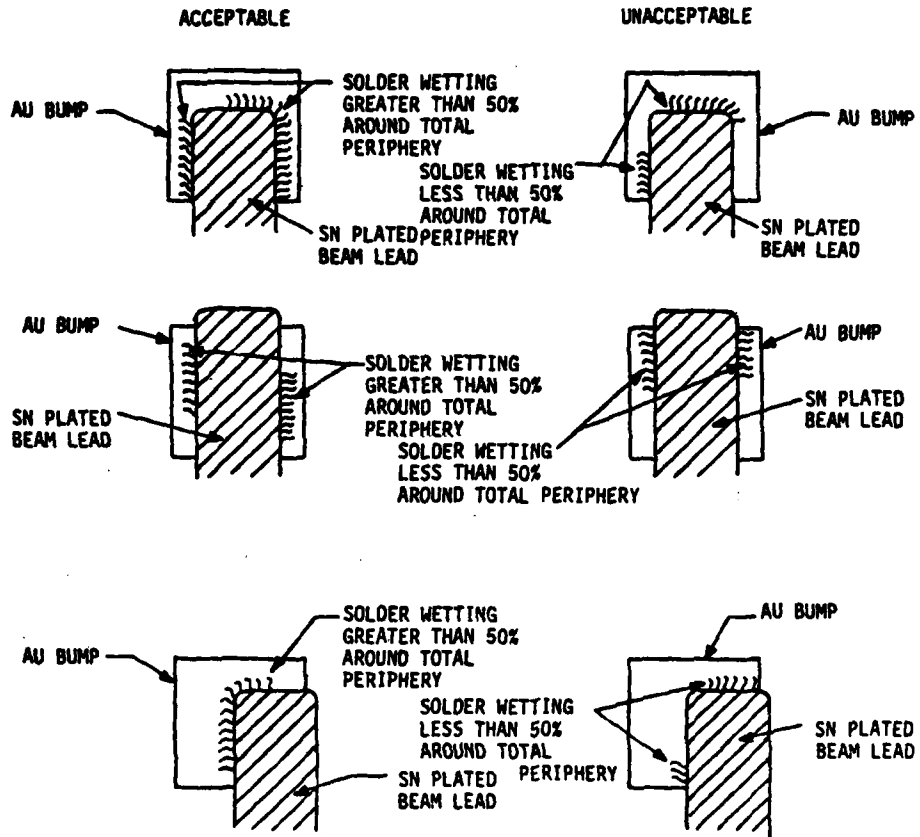 ACCEPTABLE
UNACCEPTABLE
AU BUMP
SOLDER WETTING
GREATER THAN 50%
AROUND TOTAL
PERIPHERY
SN PLATED
BEAM LEAD
SOLDER WETTING
LESS THAN 50%
AROUND TOTAL
PERIPHERY
AU BUMP
SN PLATED
BEAM LEAD
AU BUMP
SN PLATED
BEAM LEAD
SOLDER WETTING
GREATER THAN 50%
AROUND TOTAL
PERIPHERY
SOLDER WETTING
LESS THAN 50%
AROUND TOTAL PERIPHERY
AU BUMP
SN PLATED
BEAM LEAD
AU BUMP
SOLDER WETTING
GREATER THAN 50%
AROUND TOTAL
PERIPHERY
SN PLATED
BEAM LEAD
AU BUMP
SOLDER WETTING
LESS THAN 50%
AROUND TOTAL
PERIPHERY
SN PLATED
BEAM LEAD